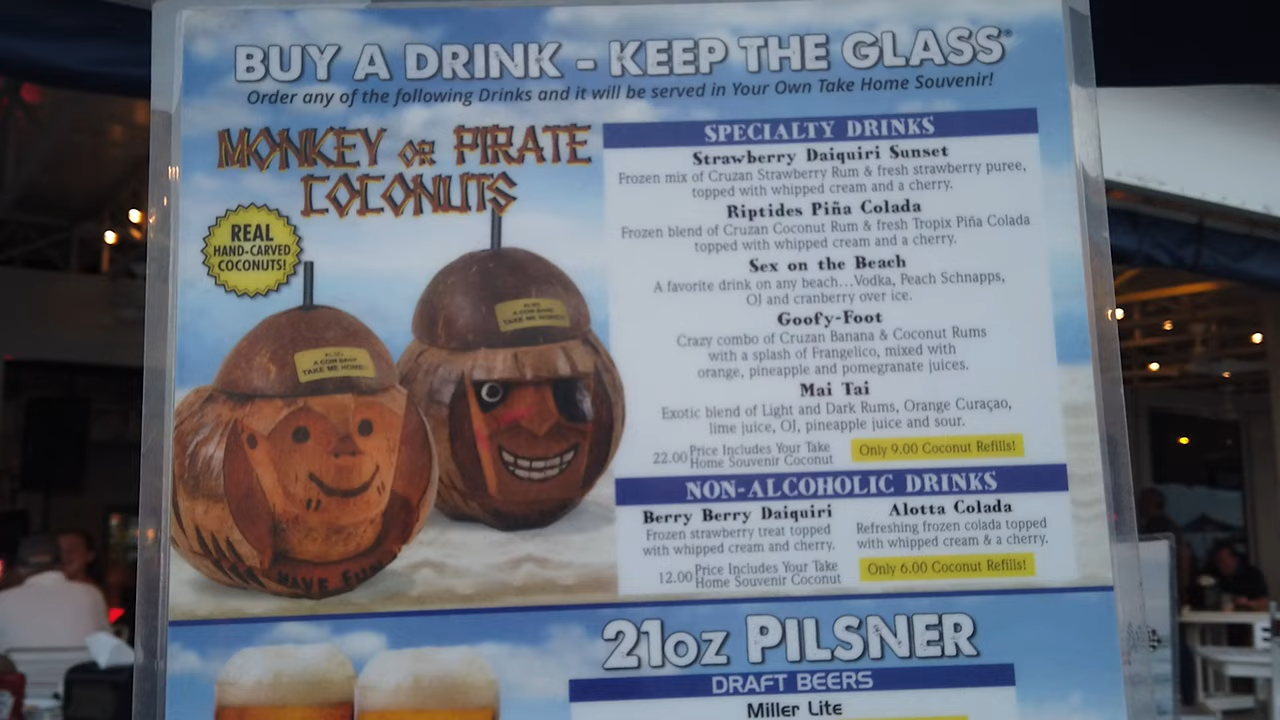 BUY A DRINK - KEEP THE GLASS®
Order any of the following Drinks and it will be served in Your Own Take Home Souvenir!
MONKEY OR PIRATE
COCONUTS
REAL
HAND-CARVED
COCONUTS!
ALSO
A COIN BANK
TAKE ME HOME!
ALSO
A COIN BANK
TAKE ME HOME!
HAVE FUN
SPECIALTY DRINKS
Strawberry Daiquiri Sunset
Frozen mix of Cruzan Strawberry Rum & fresh strawberry puree,
topped with whipped cream and a cherry.
Riptides Piña Colada
Frozen blend of Cruzan Coconut Rum & fresh Tropix Piña Colada
topped with whipped cream and a cherry.
Sex on the Beach
A favorite drink on any beach...Vodka, Peach Schnapps,
OJ and cranberry over ice.
Goofy-Foot
Crazy combo of Cruzan Banana & Coconut Rums
with a splash of Frangelico, mixed with
orange, pineapple and pomegranate juices.
Mai Tai
Exotic blend of Light and Dark Rums, Orange Curaçao,
lime juice, OJ, pineapple juice and sour.
22.00 Price Includes Your Take
Home Souvenir Coconut
Only 9.00 Coconut Refills!
NON-ALCOHOLIC DRINKS
Berry Berry Daiquiri
Frozen strawberry treat topped
with whipped cream and cherry.
12.00 Price Includes Your Take
Home Souvenir Coconut
Alotta Colada
Refreshing frozen colada topped
with whipped cream & a cherry.
Only 6.00 Coconut Refills!
21oz PILSNER
DRAFT BEERS
Miller Lite